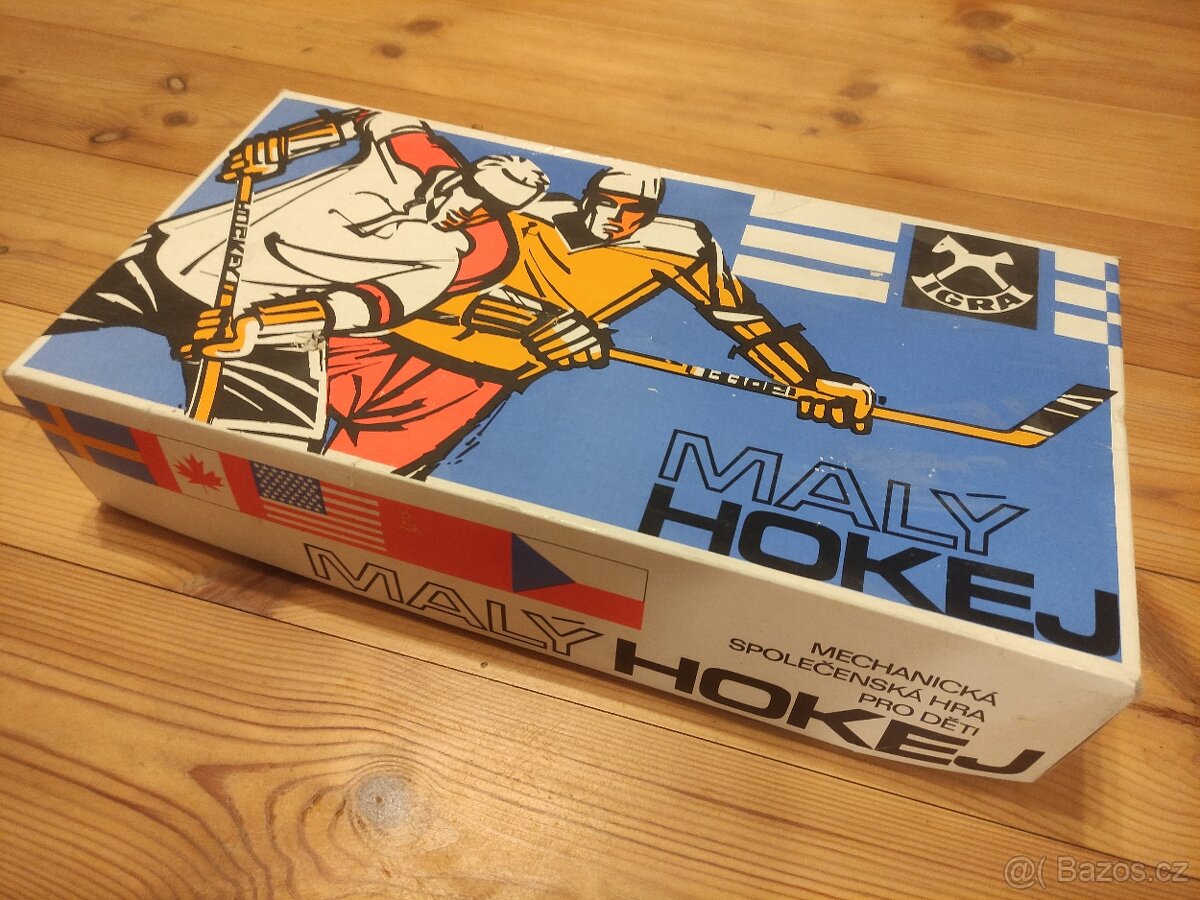 IGRA
MALÝ
HOKEJ
MALÝ HOKEJ
MECHANICKÁ
SPOLEČENSKÁ HRA
PRO DĚTI
@( Bazos.cz